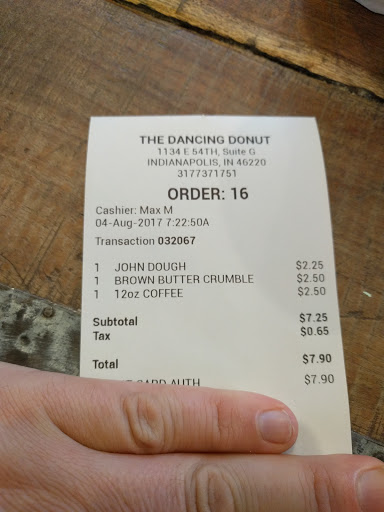 THE DANCING DONUT
1134 E 54TH, Suite G
INDIANAPOLIS, IN 46220
3177371751
ORDER: 16
Cashier: Max M
04-Aug-2017 7:22:50A
Transaction 032067
1 JOHN DOUGH $2.25
1 BROWN BUTTER CRUMBLE $2.50
1 12oz COFFEE $2.50
Subtotal $7.25
Tax $0.65
Total $7.90
CARD AUTH $7.90